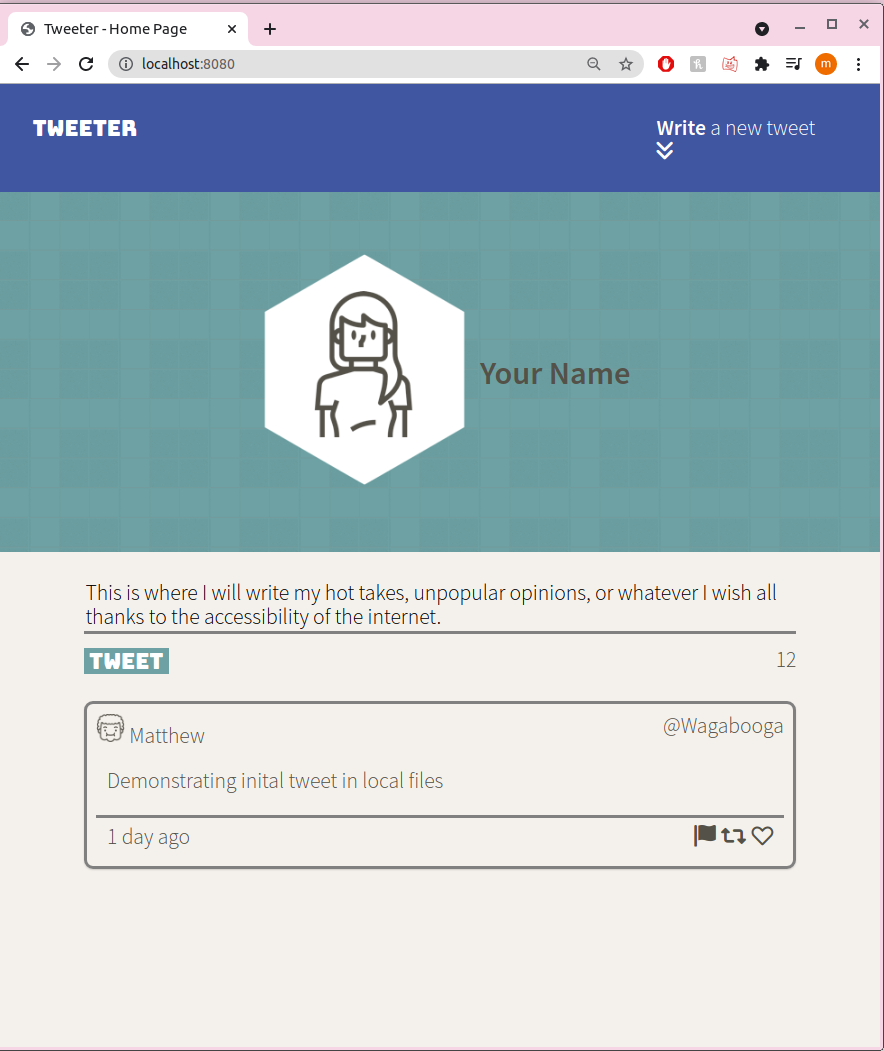 Tweeter - Home Page
localhost:8080
m
TWEETER
Write a new tweet
Your Name
This is where I will write my hot takes, unpopular opinions, or whatever I wish all
thanks to the accessibility of the internet.
TWEET
12
Matthew
@Wagabooga
Demonstrating inital tweet in local files
1 day ago